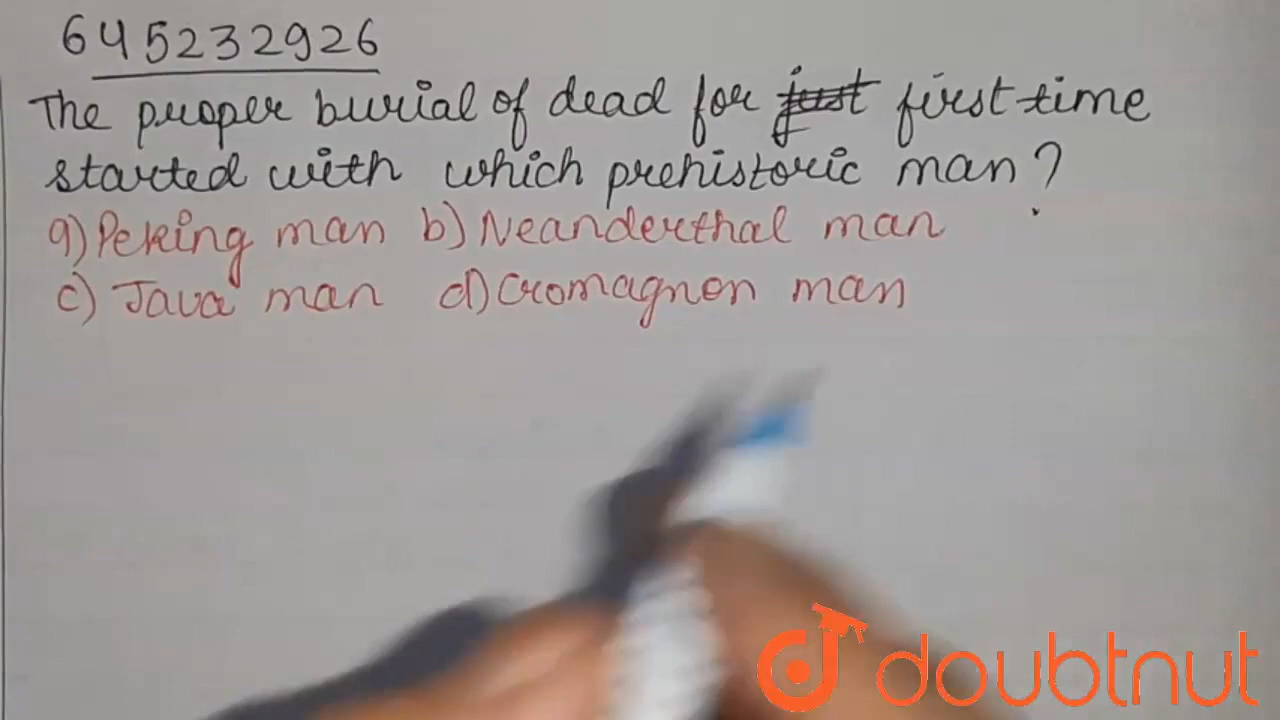 645232926
The proper burial of dead for just first time
started with which prehistoric man?
a) Peking man b) Neanderthal man
c) Java man d) Cromagnon man
doubtnut